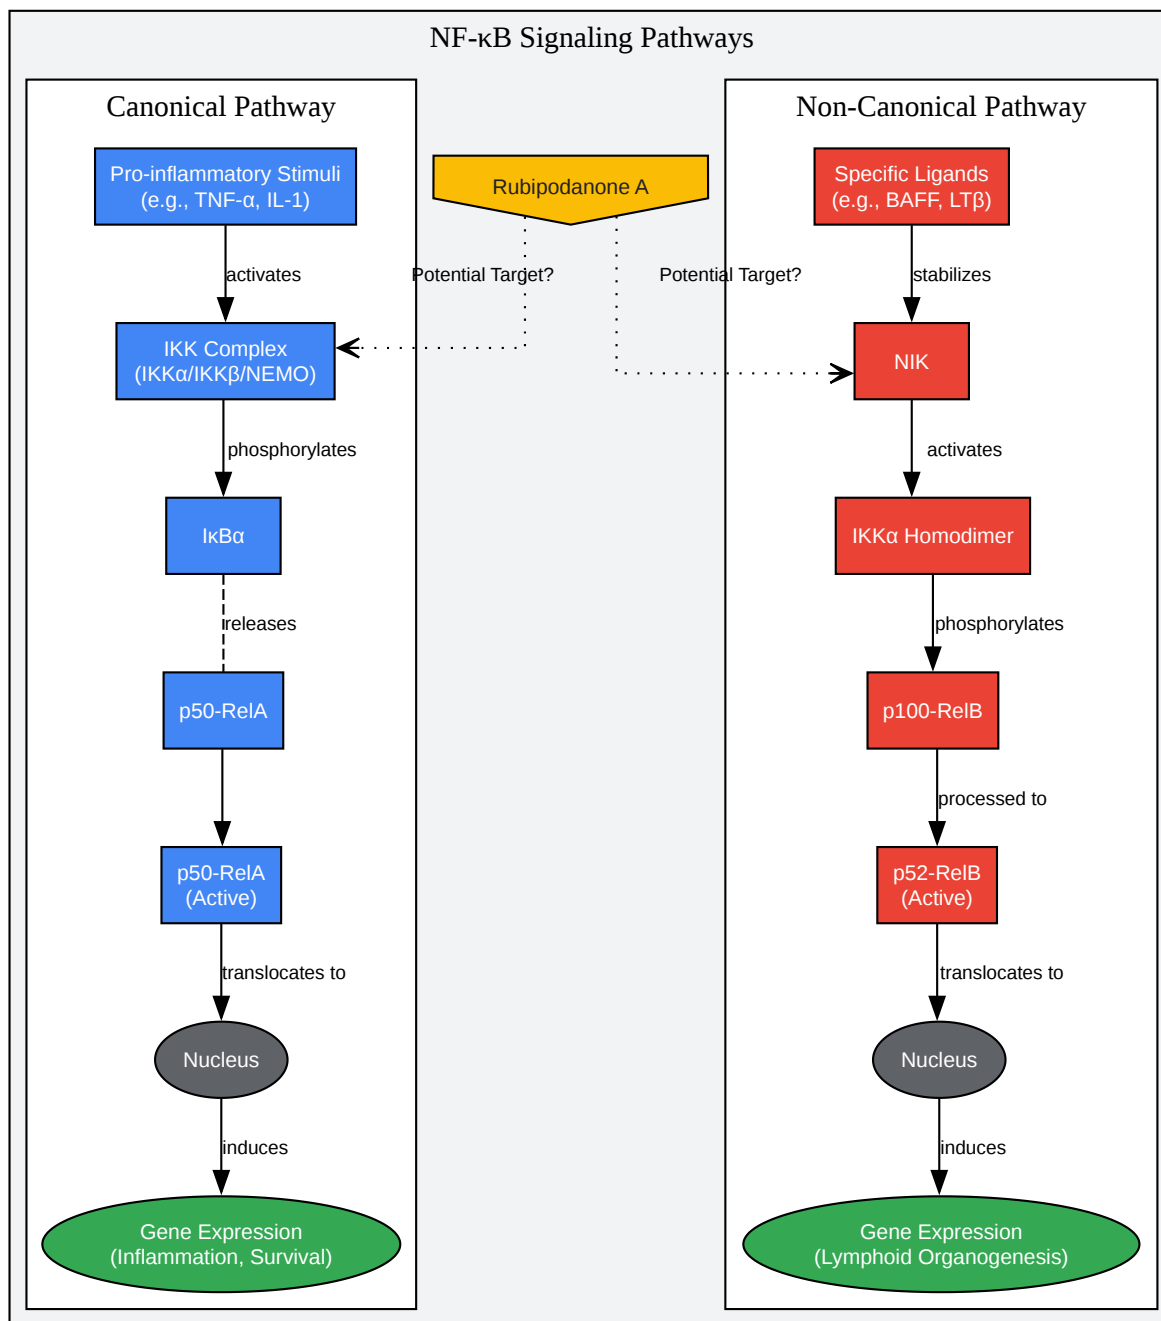 NF-κB Signaling Pathways
Canonical Pathway
Pro-inflammatory Stimuli
(e.g., TNF-α, IL-1)
activates
IKK Complex
(IKKα/IKKβ/NEMO)
phosphorylates
IκBα
releases
p50-RelA
p50-RelA
(Active)
translocates to
Nucleus
induces
Gene Expression
(Inflammation, Survival)
Rubipodanone A
Potential Target?
Potential Target?
Non-Canonical Pathway
Specific Ligands
(e.g., BAFF, LTβ)
stabilizes
NIK
activates
IKKα Homodimer
phosphorylates
p100-RelB
processed to
p52-RelB
(Active)
translocates to
Nucleus
induces
Gene Expression
(Lymphoid Organogenesis)